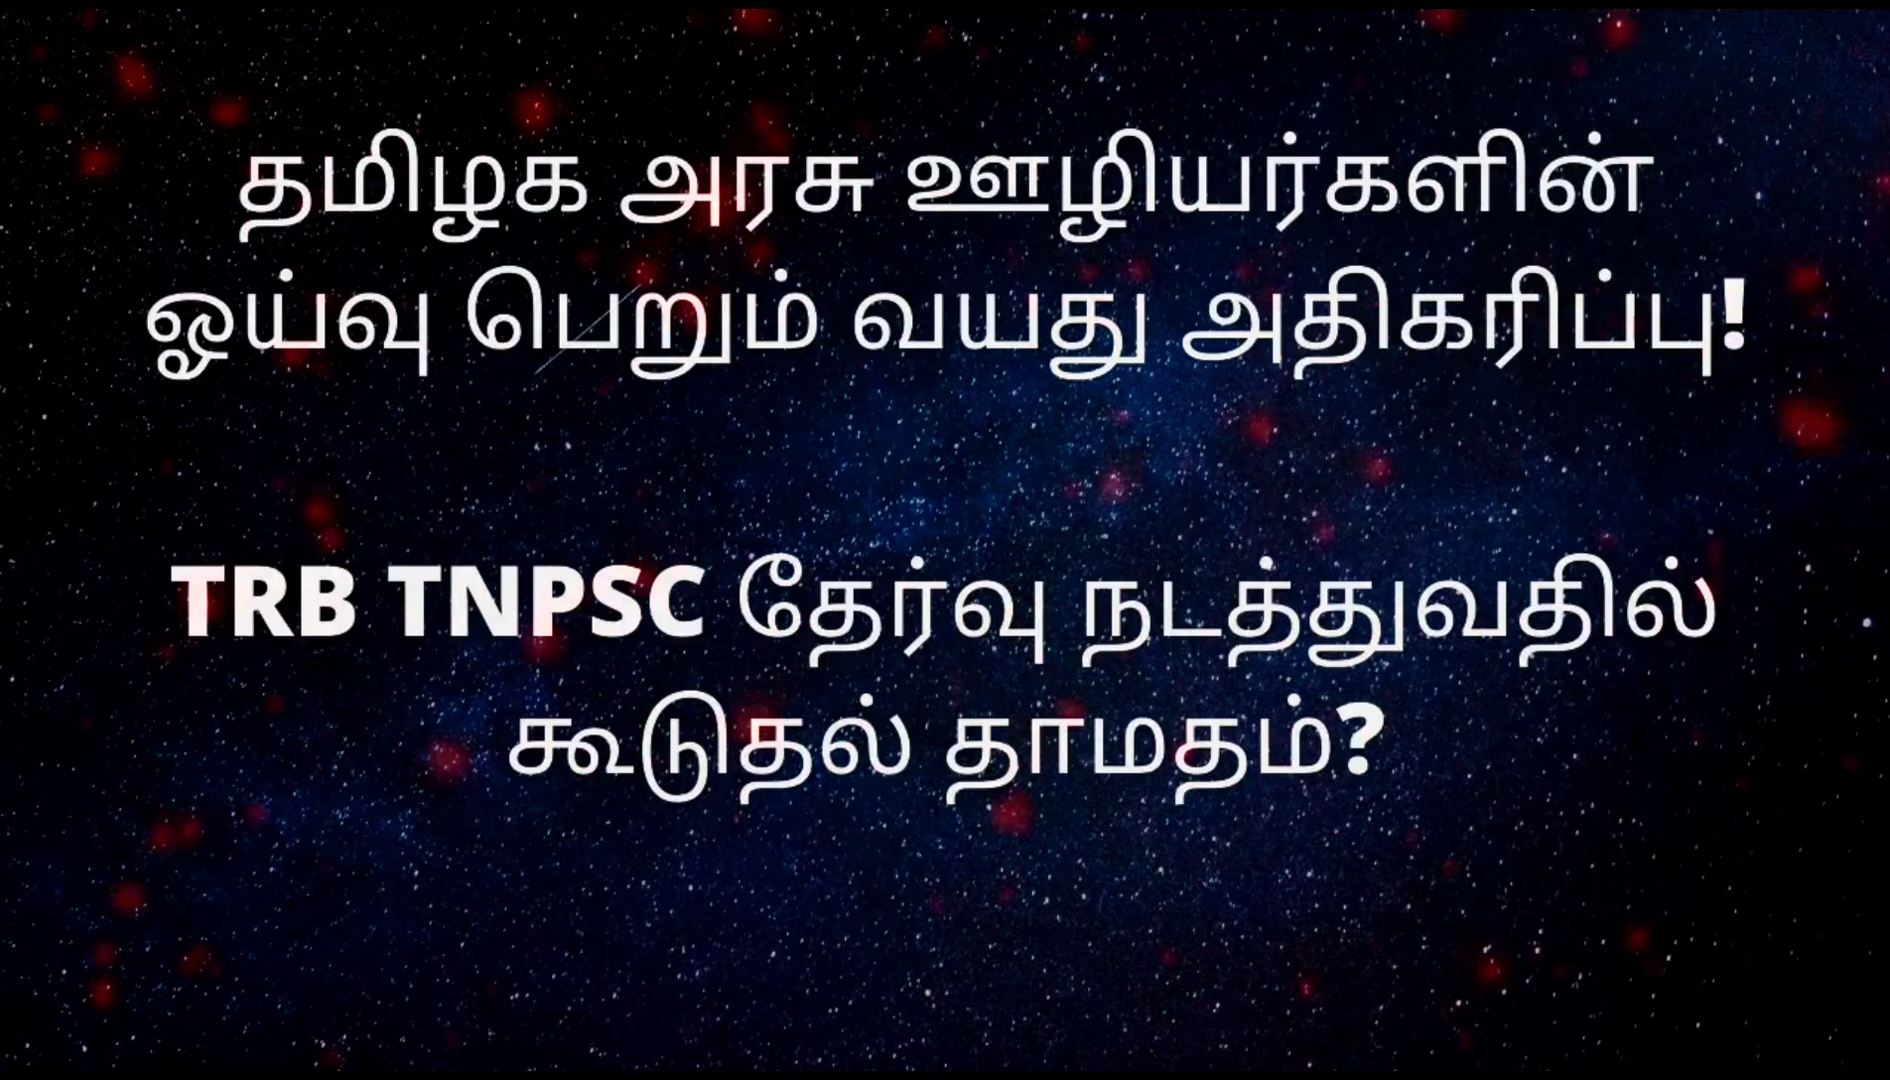 தமிழக அரசு ஊழியர்களின்
ஓய்வு பெறும் வயது அதிகரிப்பு!
TRB TNPSC தேர்வு நடத்துவதில்
கூடுதல் தாமதம்?